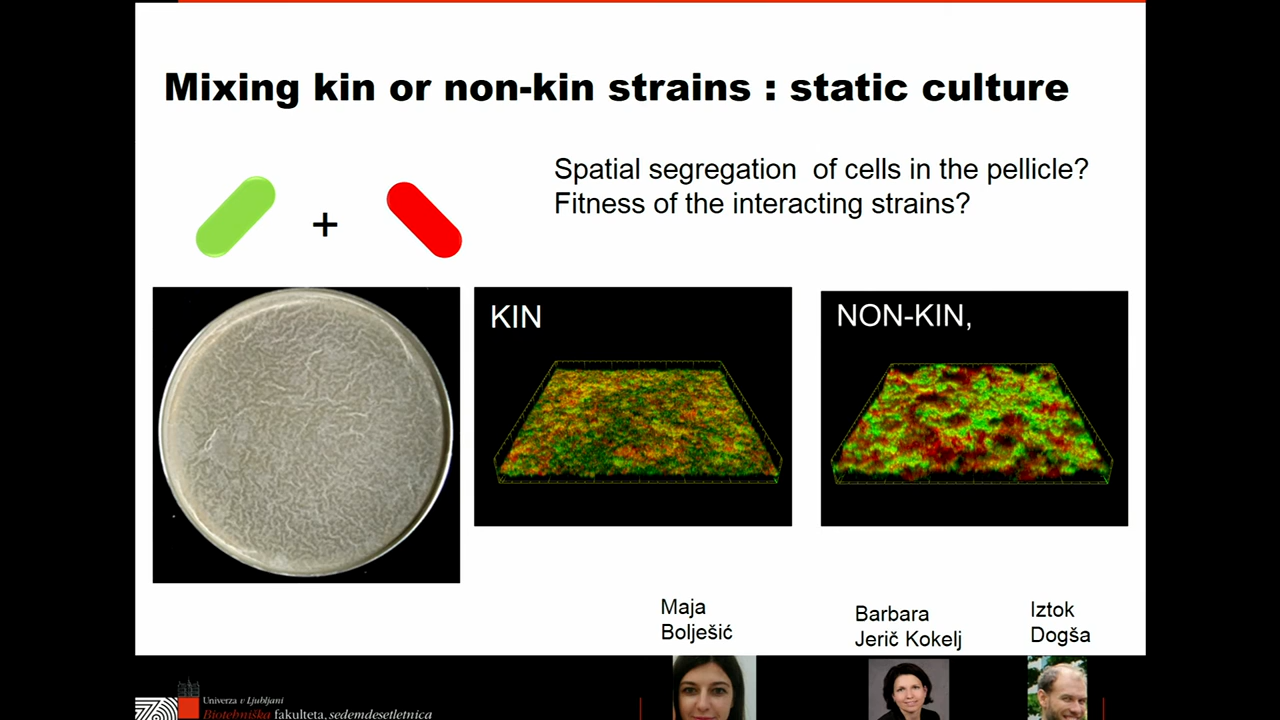 Mixing kin or non-kin strains : static culture
Spatial segregation  of cells in the pellicle?
Fitness of the interacting strains?
+
KIN
NON-KIN,
Maja
Bolješić
Barbara
Jerič Kokelj
Iztok
Dogša
Univerza v Ljubljani
Biotehniška fakulteta, sedemdesetletnica